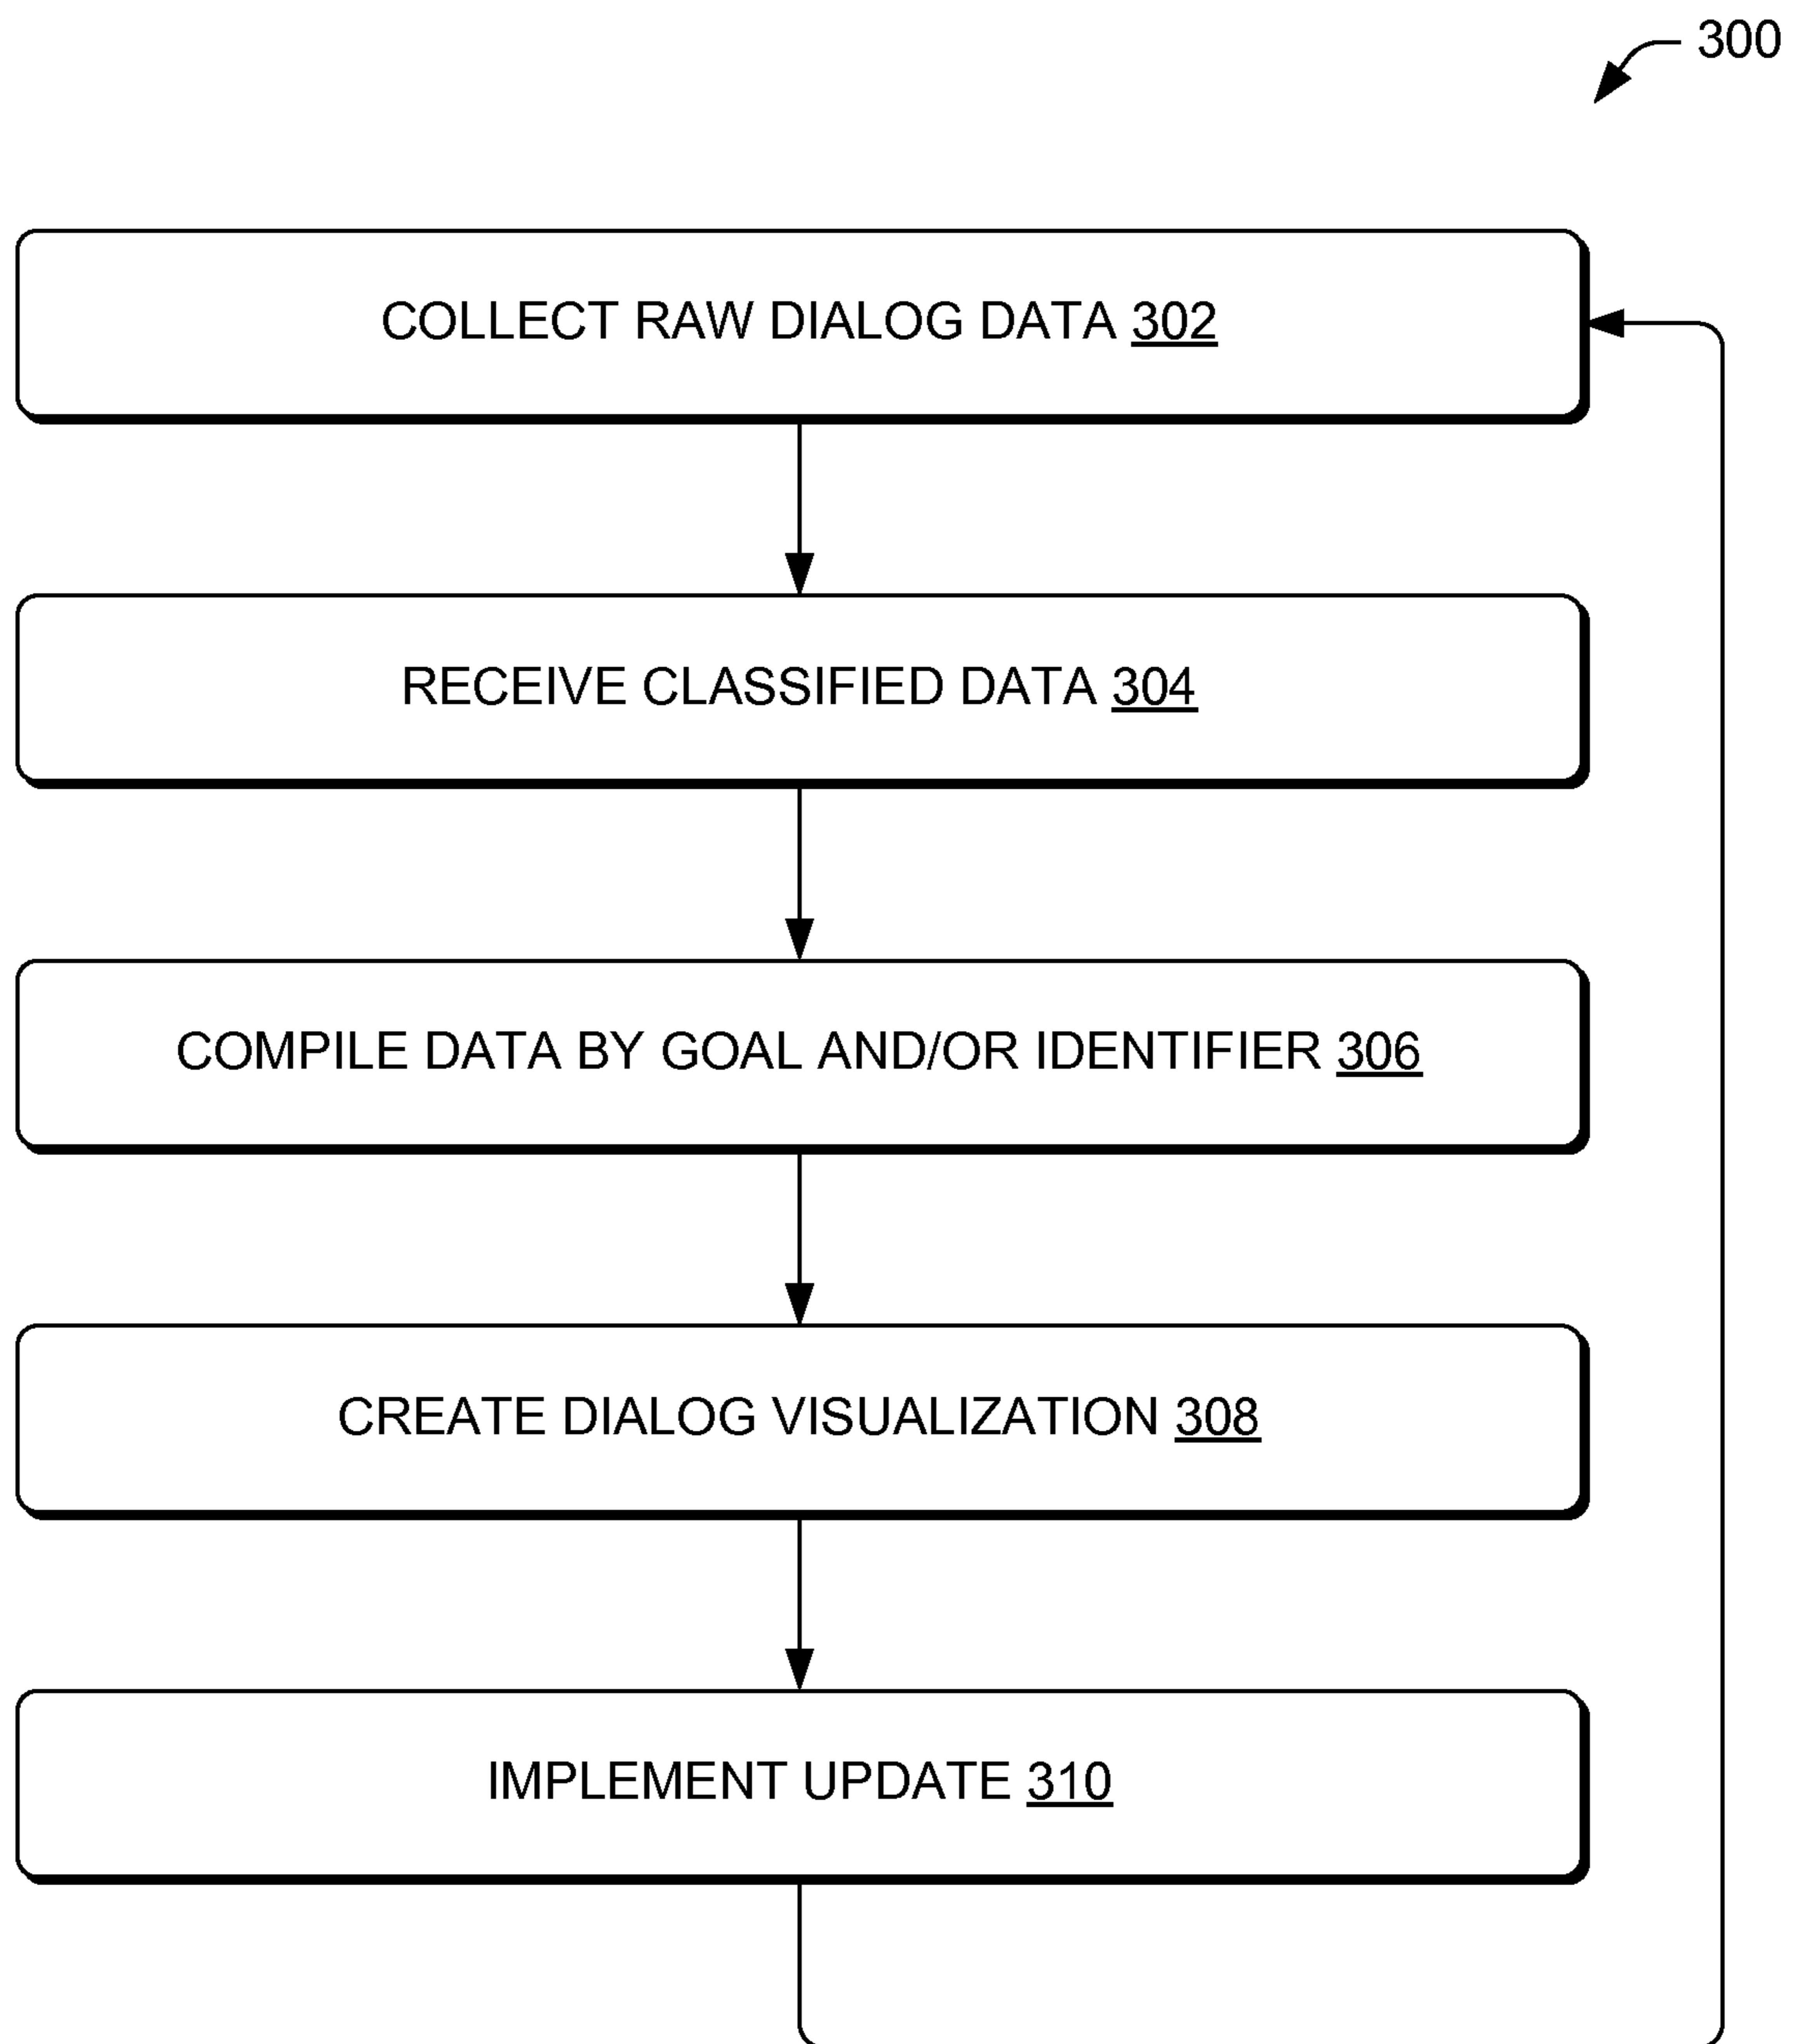 300
COLLECT RAW DIALOG DATA 302
RECEIVE CLASSIFIED DATA 304
COMPILE DATA BY GOAL AND/OR IDENTIFIER 306
CREATE DIALOG VISUALIZATION 308
IMPLEMENT UPDATE 310